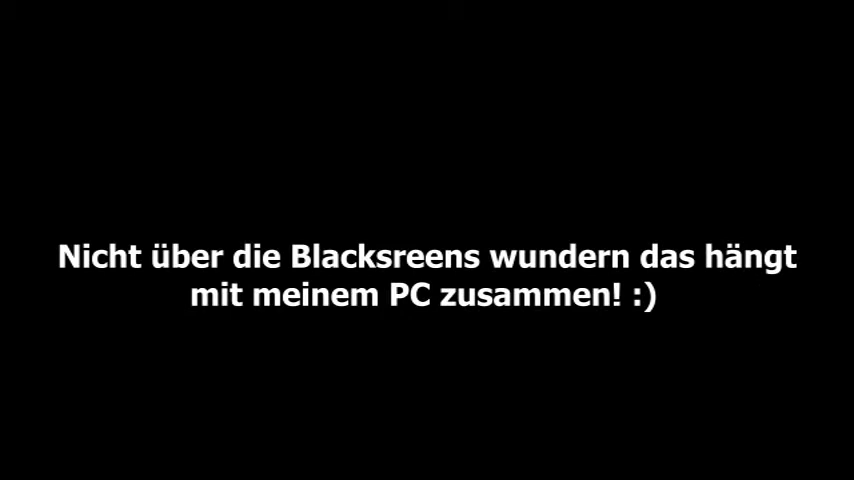 Nicht über die Blacksreens wundern das hängt
mit meinem PC zusammen! :)